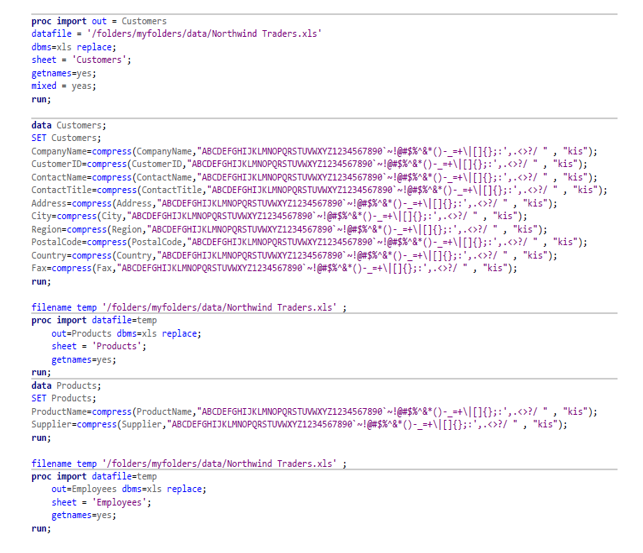 proc import out = Customers
datafile = '/folders/myfolders/data/Northwind Traders.xls'
dbms=xls replace;
sheet = 'Customers';
getnames=yes;
mixed = yeas;
run;
data Customers;
SET Customers;
CompanyName=compress(CompanyName,"ABCDEFGHIJKLMNOPQRSTUVWXYZ1234567890`~!@#$%^&*()-_=+\|[]{};:',.<>?/ " , "kis");
CustomerID=compress(CustomerID,"ABCDEFGHIJKLMNOPQRSTUVWXYZ1234567890`~!@#$%^&*()-_=+\|[]{};:',.<>?/ " , "kis");
ContactName=compress(ContactName,"ABCDEFGHIJKLMNOPQRSTUVWXYZ1234567890`~!@#$%^&*()-_=+\|[]{};:',.<>?/ " , "kis");
ContactTitle=compress(ContactTitle,"ABCDEFGHIJKLMNOPQRSTUVWXYZ1234567890`~!@#$%^&*()-_=+\|[]{};:',.<>?/ " , "kis");
Address=compress(Address,"ABCDEFGHIJKLMNOPQRSTUVWXYZ1234567890`~!@#$%^&*()-_=+\|[]{};:',.<>?/ " , "kis");
City=compress(City,"ABCDEFGHIJKLMNOPQRSTUVWXYZ1234567890`~!@#$%^&*()-_=+\|[]{};:',.<>?/ " , "kis");
Region=compress(Region,"ABCDEFGHIJKLMNOPQRSTUVWXYZ1234567890`~!@#$%^&*()-_=+\|[]{};:',.<>?/ " , "kis");
PostalCode=compress(PostalCode,"ABCDEFGHIJKLMNOPQRSTUVWXYZ1234567890`~!@#$%^&*()-_=+\|[]{};:',.<>?/ " , "kis");
Country=compress(Country,"ABCDEFGHIJKLMNOPQRSTUVWXYZ1234567890`~!@#$%^&*()-_=+\|[]{};:',.<>?/ " , "kis");
Fax=compress(Fax,"ABCDEFGHIJKLMNOPQRSTUVWXYZ1234567890`~!@#$%^&*()-_=+\|[]{};:',.<>?/ " , "kis");
run;
filename temp '/folders/myfolders/data/Northwind Traders.xls' ;
proc import datafile=temp
out=Products dbms=xls replace;
sheet = 'Products';
getnames=yes;
run;
data Products;
SET Products;
ProductName=compress(ProductName,"ABCDEFGHIJKLMNOPQRSTUVWXYZ1234567890`~!@#$%^&*()-_=+\|[]{};:',.<>?/ " , "kis");
Supplier=compress(Supplier,"ABCDEFGHIJKLMNOPQRSTUVWXYZ1234567890`~!@#$%^&*()-_=+\|[]{};:',.<>?/ " , "kis");
run;
filename temp '/folders/myfolders/data/Northwind Traders.xls' ;
proc import datafile=temp
out=Employees dbms=xls replace;
sheet = 'Employees';
getnames=yes;
run;